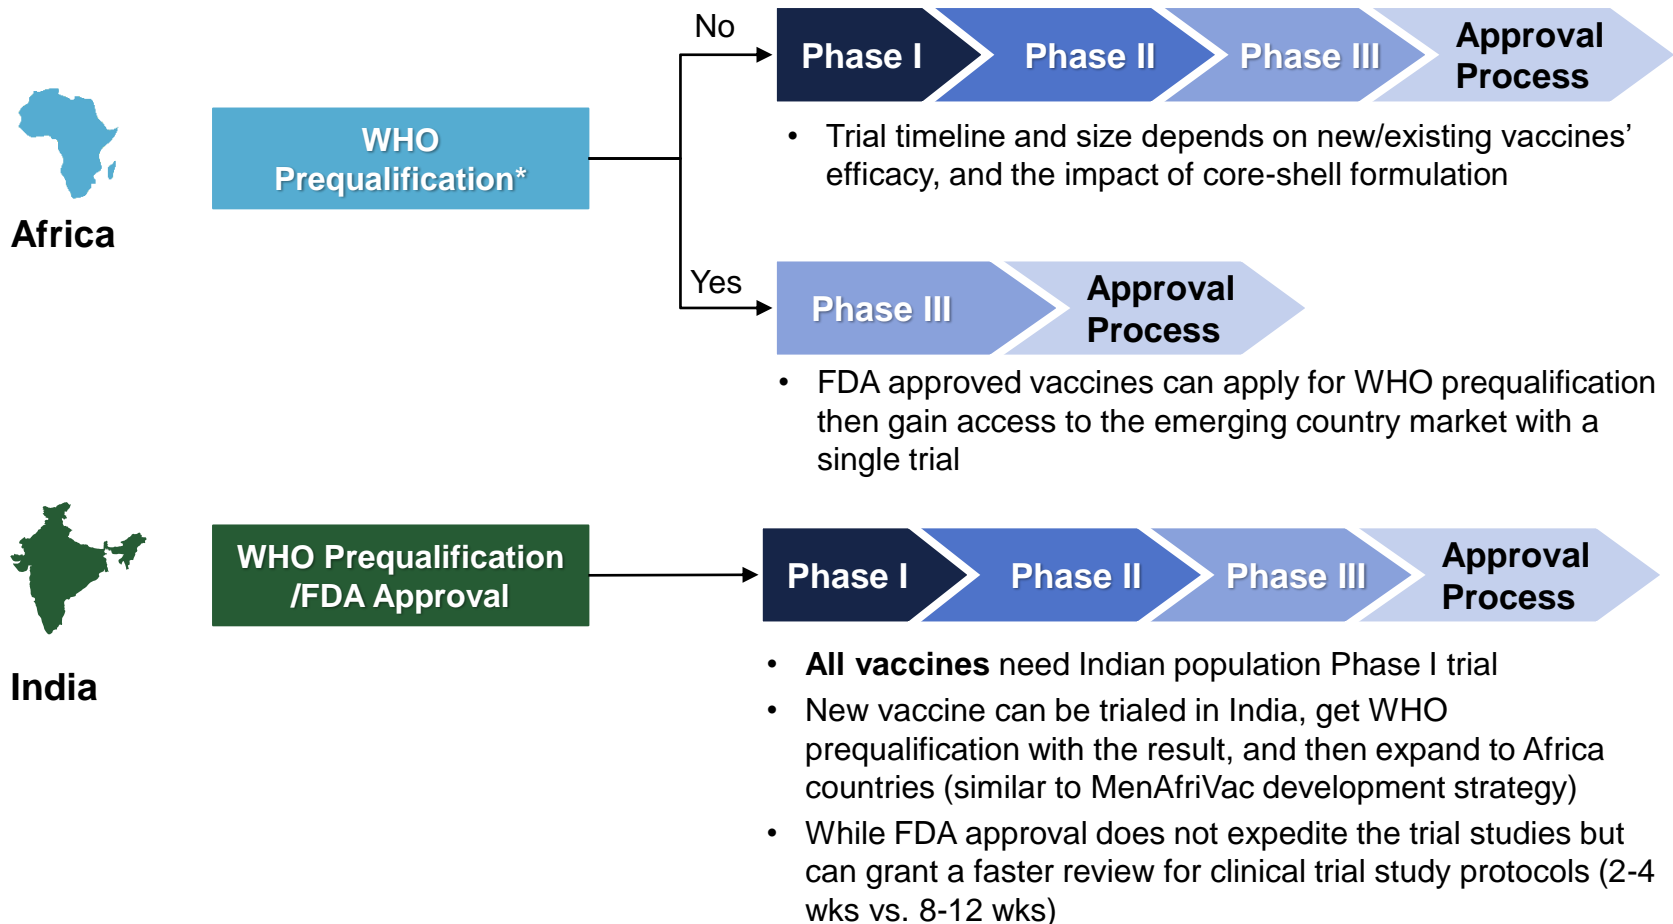 No
Phase I
Phase II
Phase III
Approval
Process
WHO
Prequalification*
• Trial timeline and size depends on new/existing vaccines’
efficacy, and the impact of core-shell formulation
Africa
Yes
Phase III
Approval
Process
• FDA approved vaccines can apply for WHO prequalification
then gain access to the emerging country market with a
single trial
WHO Prequalification
/FDA Approval
Phase I
Phase II
Phase III
Approval
Process
India
• All vaccines need Indian population Phase I trial
• New vaccine can be trialed in India, get WHO
prequalification with the result, and then expand to Africa
countries (similar to MenAfriVac development strategy)
• While FDA approval does not expedite the trial studies but
can grant a faster review for clinical trial study protocols (2-4
wks vs. 8-12 wks)